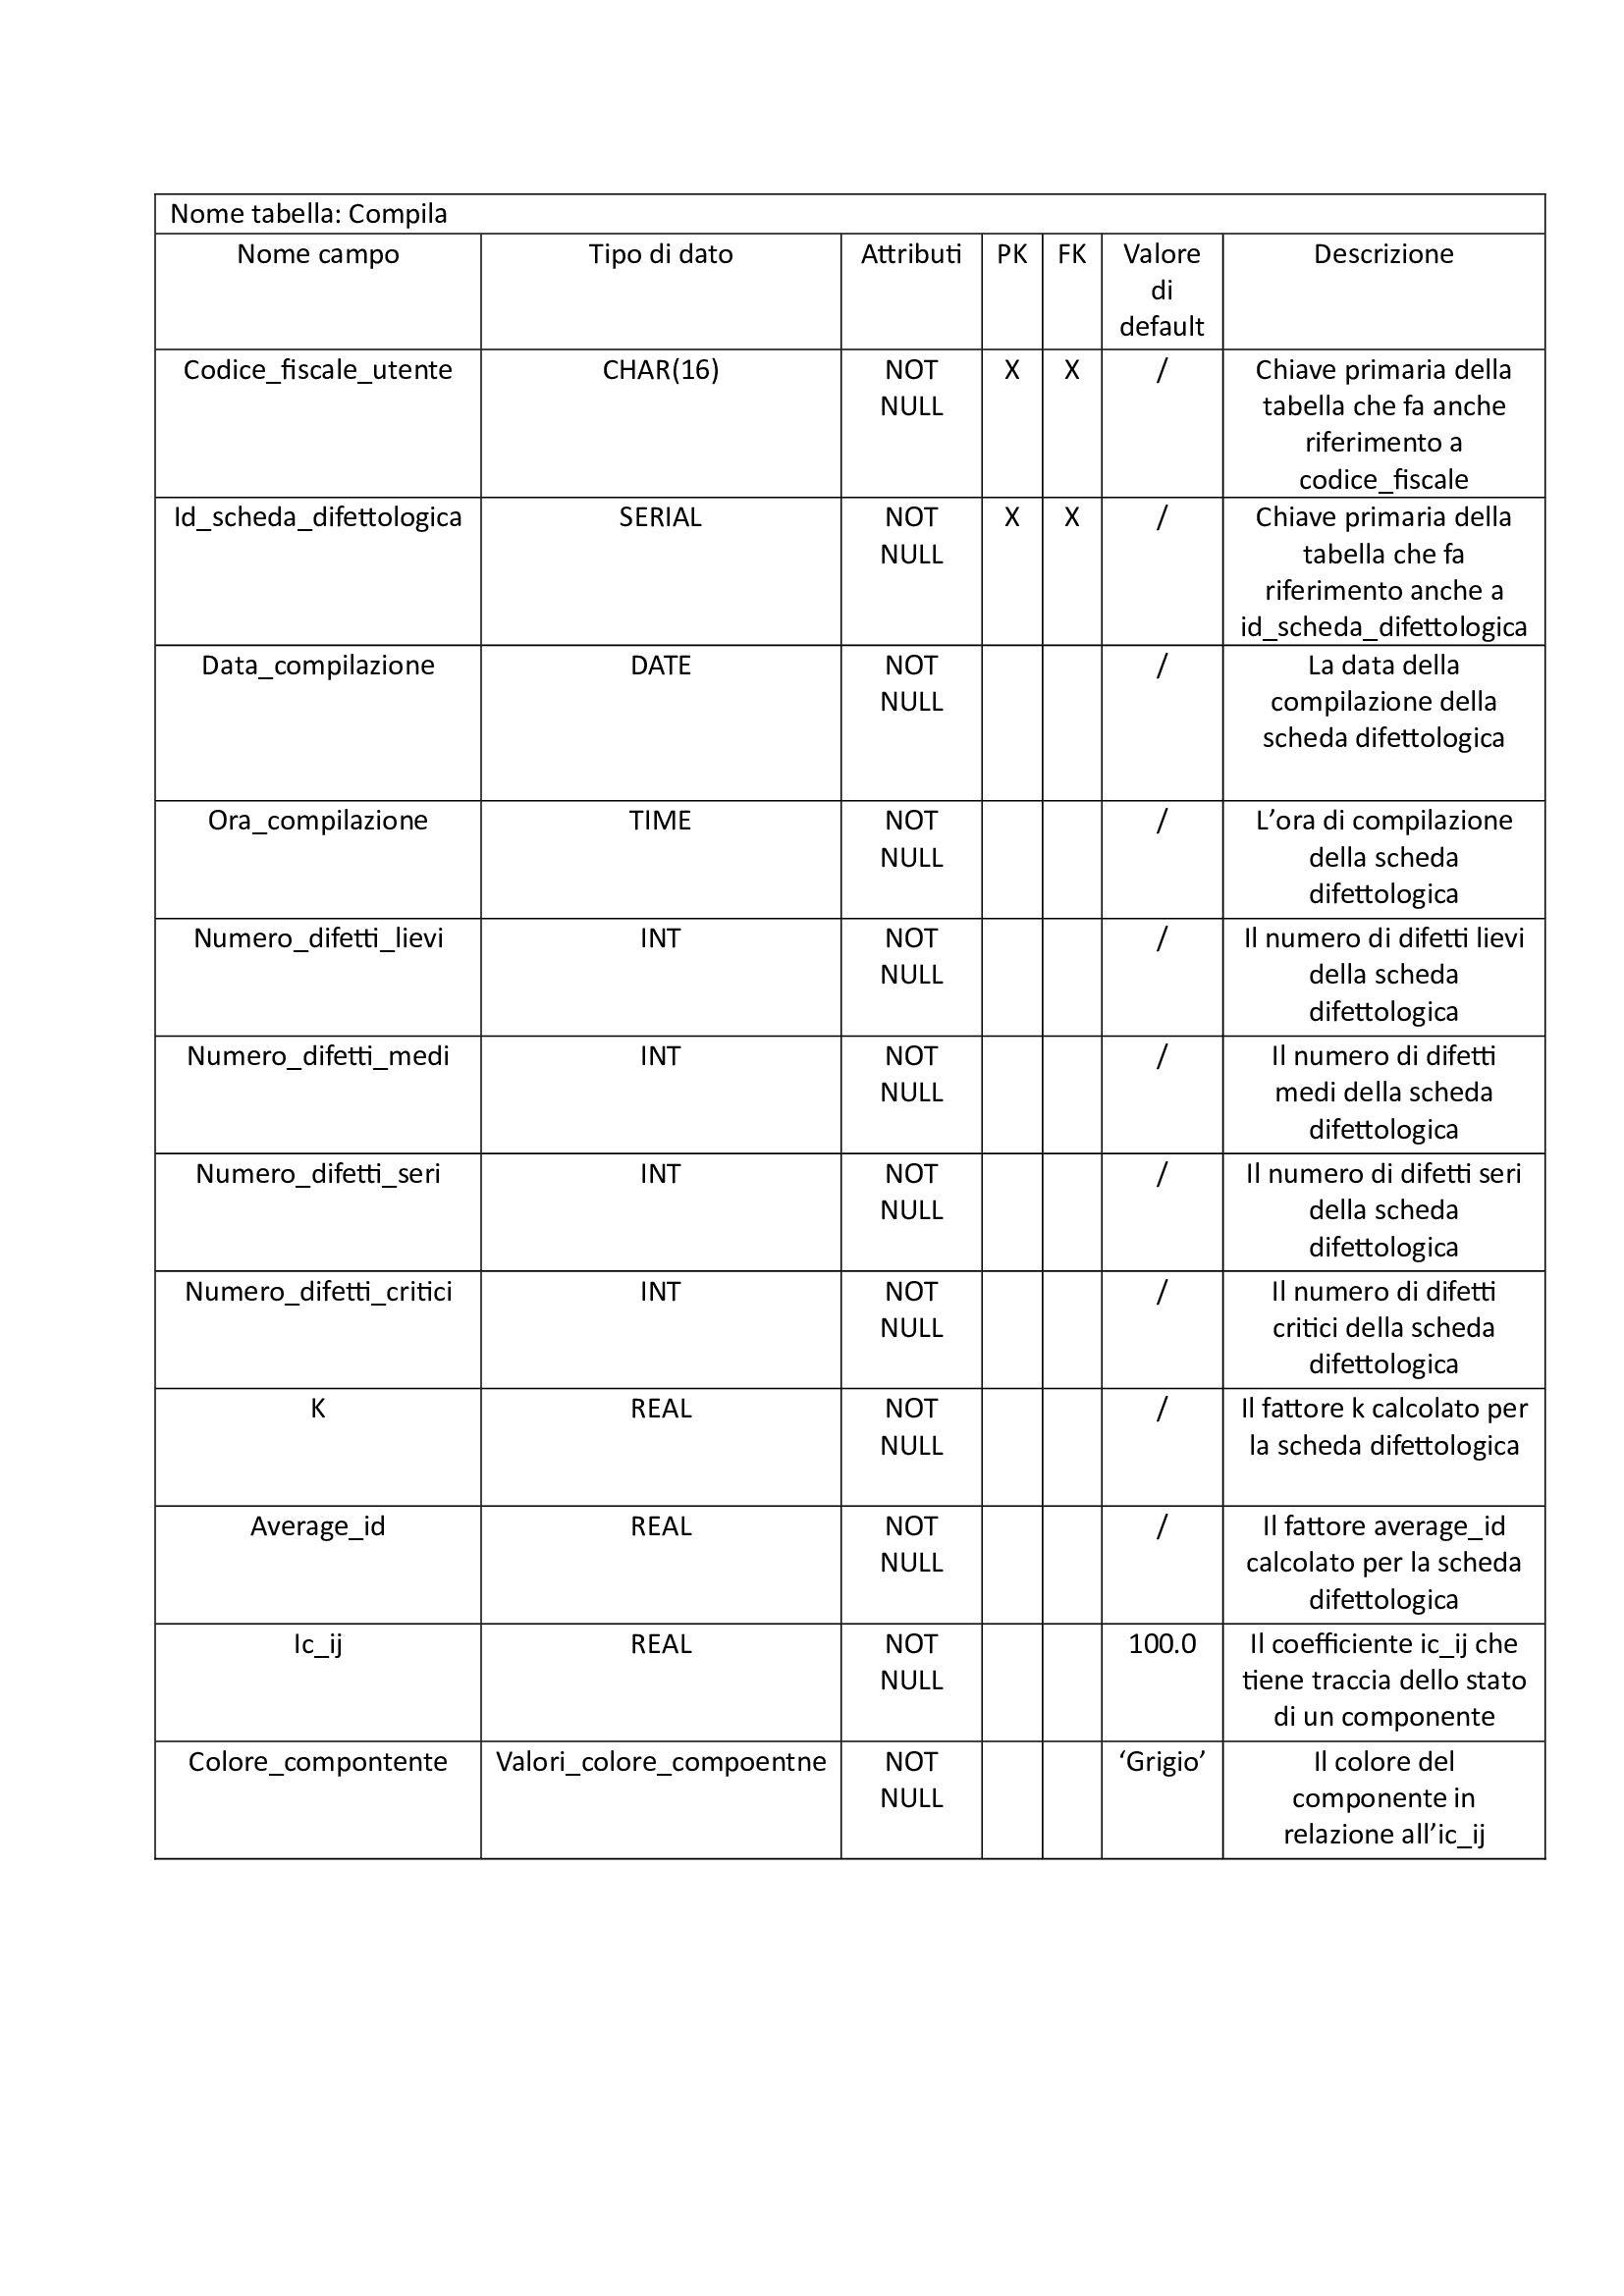 Nome tabella: Compila
Nome campo Tipo di dato Attributi PK FK Valore di default Descrizione
Codice_fiscale_utente CHAR(16) NOT NULL X X / Chiave primaria della tabella che fa anche riferimento a codice_fiscale
Id_scheda_difettologica SERIAL NOT NULL X X / Chiave primaria della tabella che fa riferimento anche a id_scheda_difettologica
Data_compilazione DATE NOT NULL / La data della compilazione della scheda difettologica
Ora_compilazione TIME NOT NULL / L’ora di compilazione della scheda difettologica
Numero_difetti_lievi INT NOT NULL / Il numero di difetti lievi della scheda difettologica
Numero_difetti_medi INT NOT NULL / Il numero di difetti medi della scheda difettologica
Numero_difetti_seri INT NOT NULL / Il numero di difetti seri della scheda difettologica
Numero_difetti_critici INT NOT NULL / Il numero di difetti critici della scheda difettologica
K REAL NOT NULL / Il fattore k calcolato per la scheda difettologica
Average_id REAL NOT NULL / Il fattore average_id calcolato per la scheda difettologica
Ic_ij REAL NOT NULL 100.0 Il coefficiente ic_ij che tiene traccia dello stato di un componente
Colore_compontente Valori_colore_compoentne NOT NULL ‘Grigio’ Il colore del componente in relazione all’ic_ij